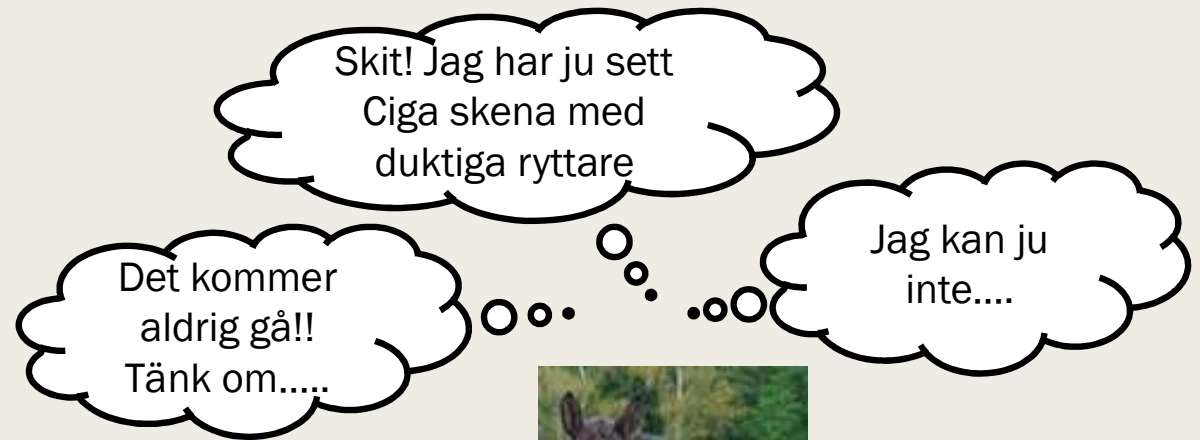 Skit! Jag har ju sett
Ciga skena med
duktiga ryttare
Det kommer
aldrig gå!!
Tänk om.....
Jag kan ju
inte....